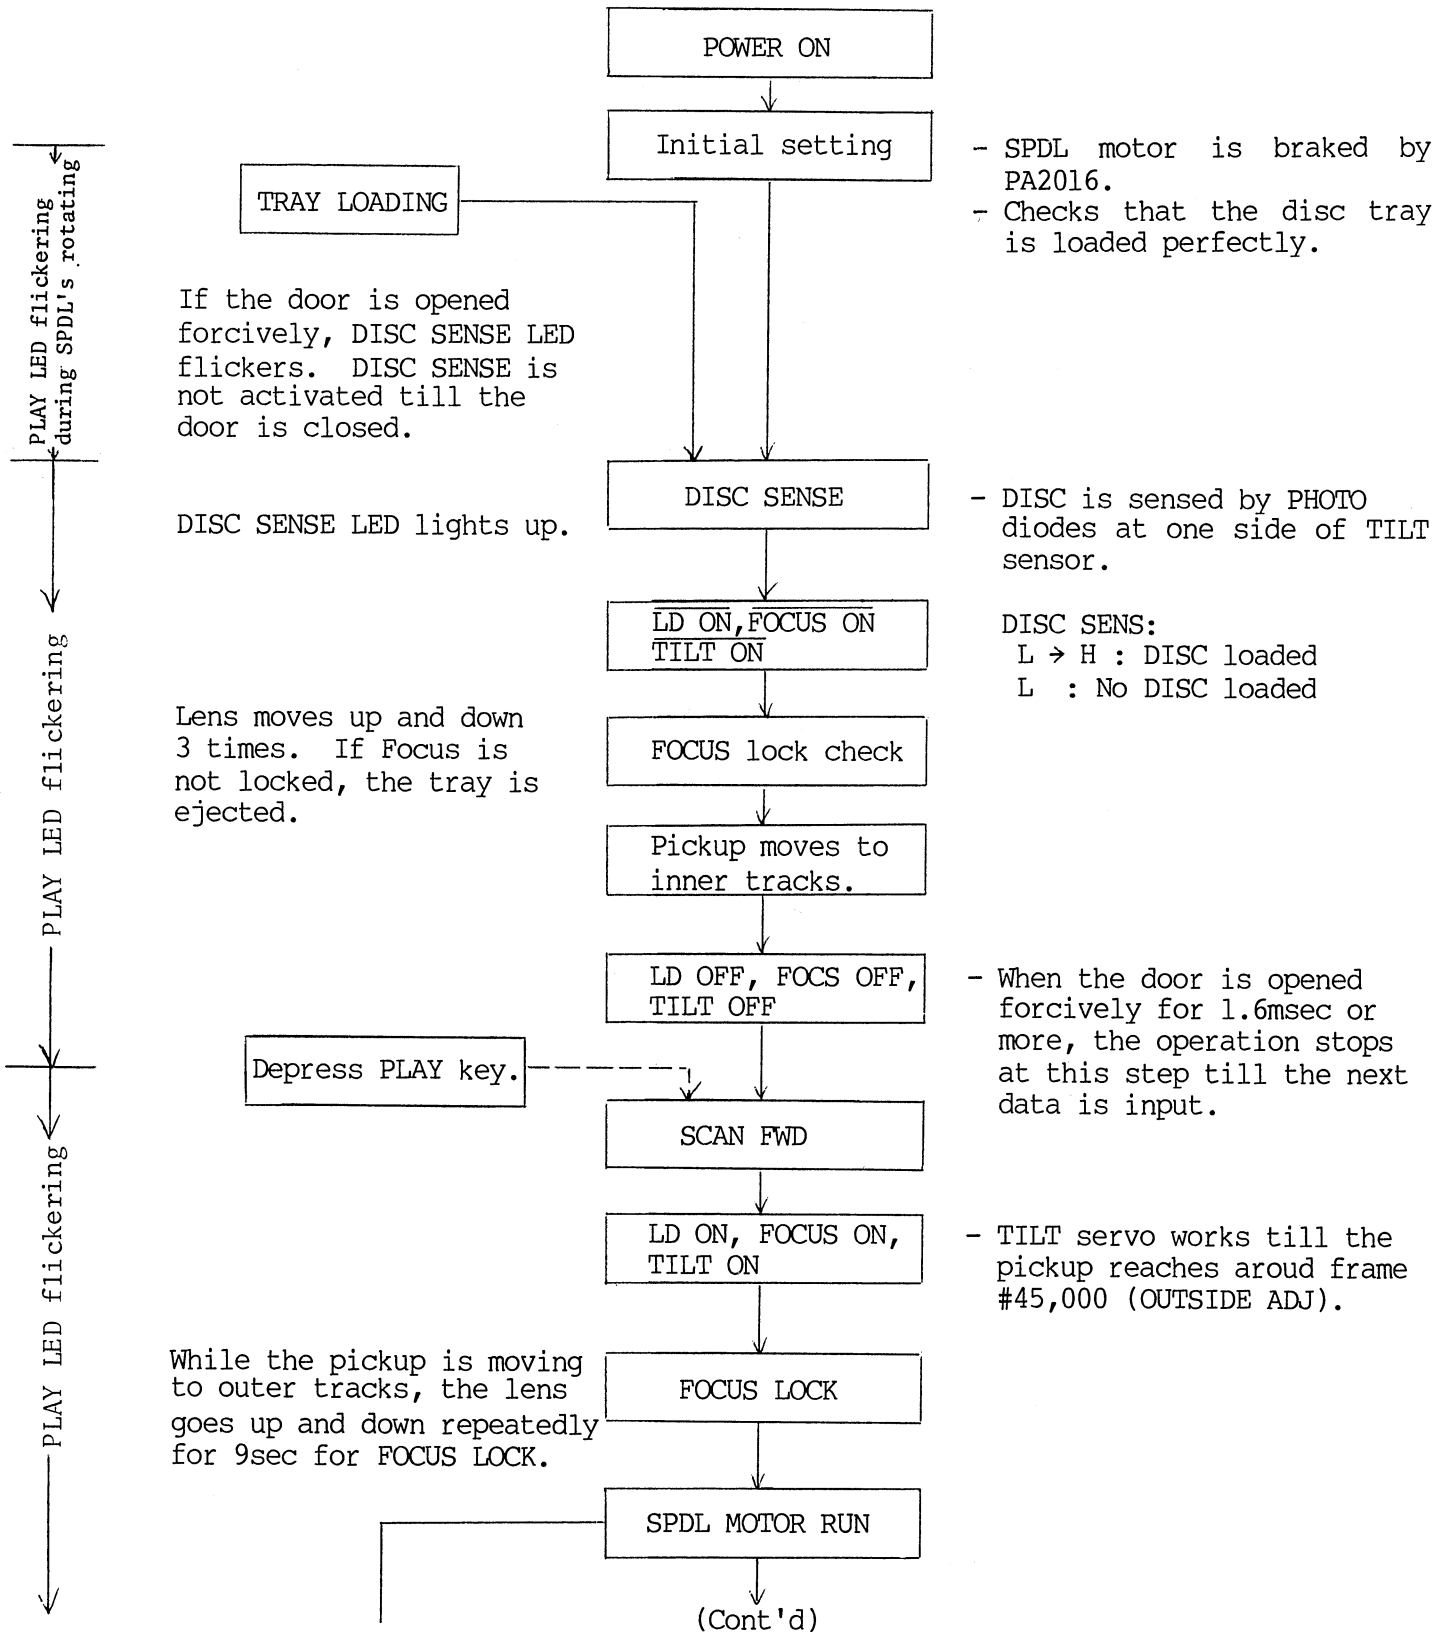 POWER ON
Initial setting
- SPDL motor is braked by
PA2016.
- Checks that the disc tray
is loaded perfectly.
TRAY LOADING
PLAY LED flickering
during SPDL's rotating
If the door is opened
forcively, DISC SENSE LED
flickers. DISC SENSE is
not activated till the
door is closed.
DISC SENSE
DISC SENSE LED lights up.
- DISC is sensed by PHOTO
diodes at one side of TILT
sensor.
DISC SENS:
L → H : DISC loaded
L : No DISC loaded
LD ON, FOCUS ON
TILT ON
PLAY LED flickering
Lens moves up and down
3 times. If Focus is
not locked, the tray is
ejected.
FOCUS lock check
Pickup moves to
inner tracks.
LD OFF, FOCS OFF,
TILT OFF
- When the door is opened
forcively for 1.6msec or
more, the operation stops
at this step till the next
data is input.
Depress PLAY key.
SCAN FWD
PLAY LED flickering
LD ON, FOCUS ON,
TILT ON
- TILT servo works till the
pickup reaches aroud frame
#45,000 (OUTSIDE ADJ).
While the pickup is moving
to outer tracks, the lens
goes up and down repeatedly
for 9sec for FOCUS LOCK.
FOCUS LOCK
SPDL MOTOR RUN
(Cont'd)